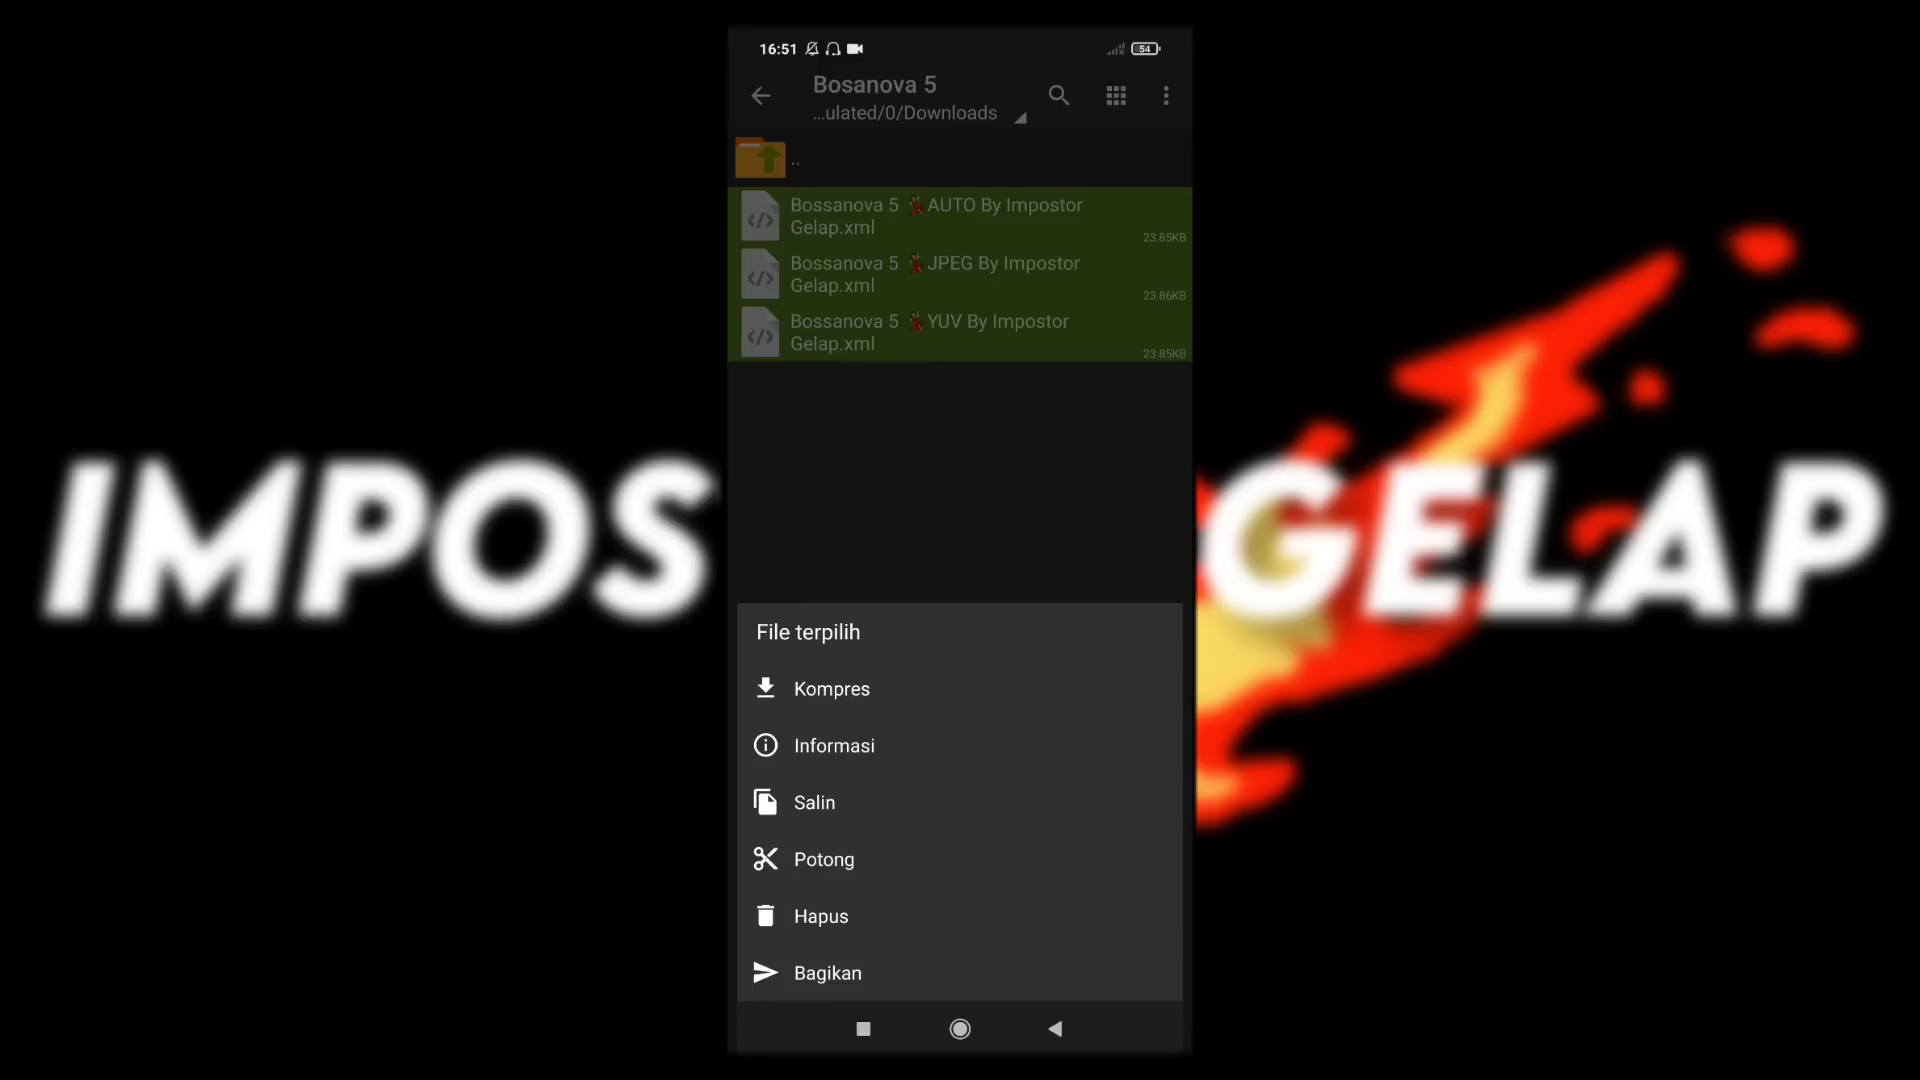 16:51
54
Bosanova 5
...ulated/0/Downloads
..
Bossanova 5 💃AUTO By Impostor
Gelap.xml
23.85KB
Bossanova 5 💃JPEG By Impostor
Gelap.xml
23.86KB
Bossanova 5 💃YUV By Impostor
Gelap.xml
23.85KB
IMPOS GELAP
File terpilih
Kompres
Informasi
Salin
Potong
Hapus
Bagikan